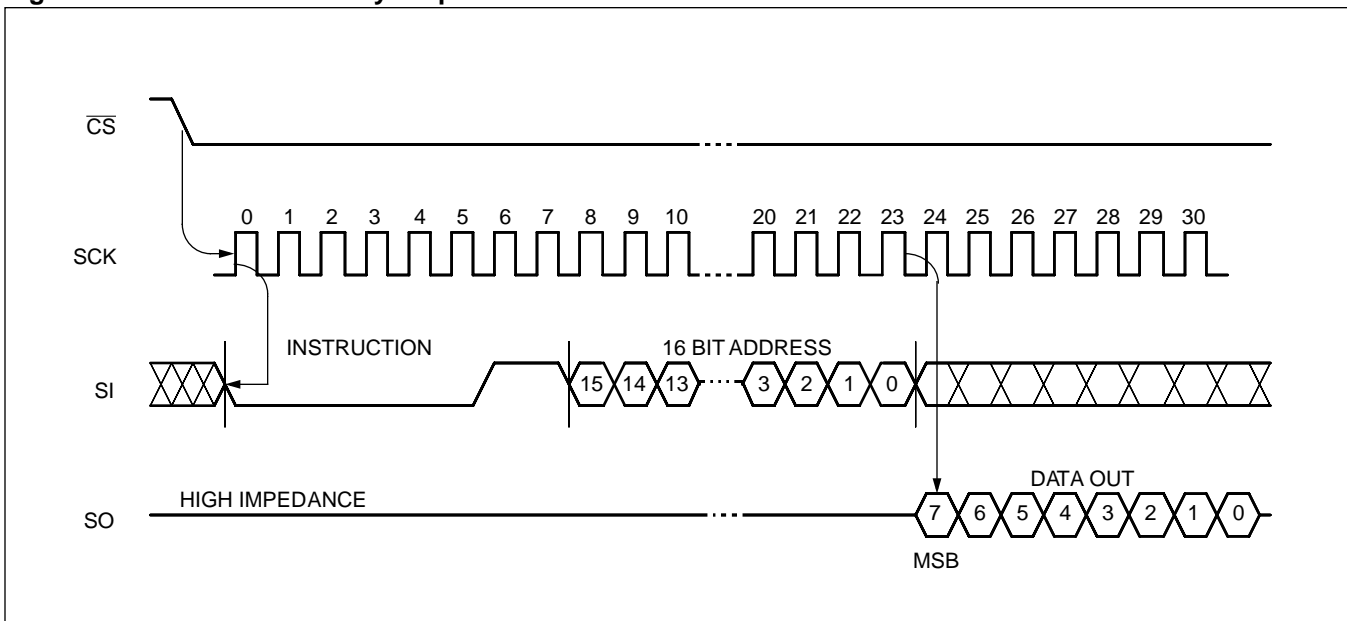 CS
0 1 2 3 4 5 6 7 8 9 10 20 21 22 23 24 25 26 27 28 29 30
SCK
INSTRUCTION 16 BIT ADDRESS
SI 15 14 13 3 2 1 0
HIGH IMPEDANCE DATA OUT
SO 7 6 5 4 3 2 1 0
MSB